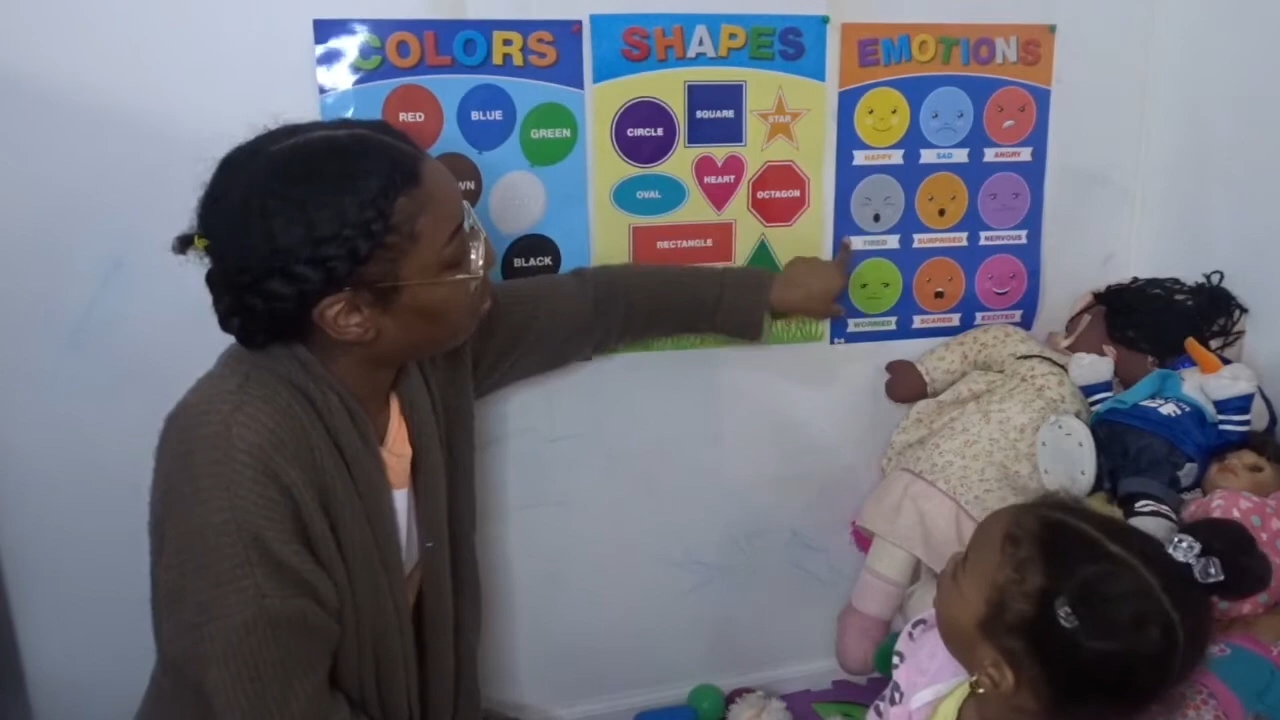 COLORS
RED
BLUE
GREEN
WN
BLACK
SHAPES
CIRCLE
SQUARE
STAR
OVAL
HEART
OCTAGON
RECTANGLE
EMOTIONS
HAPPY
SAD
ANGRY
TIRED
SURPRISED
NERVOUS
WORRIED
SCARED
EXCITED